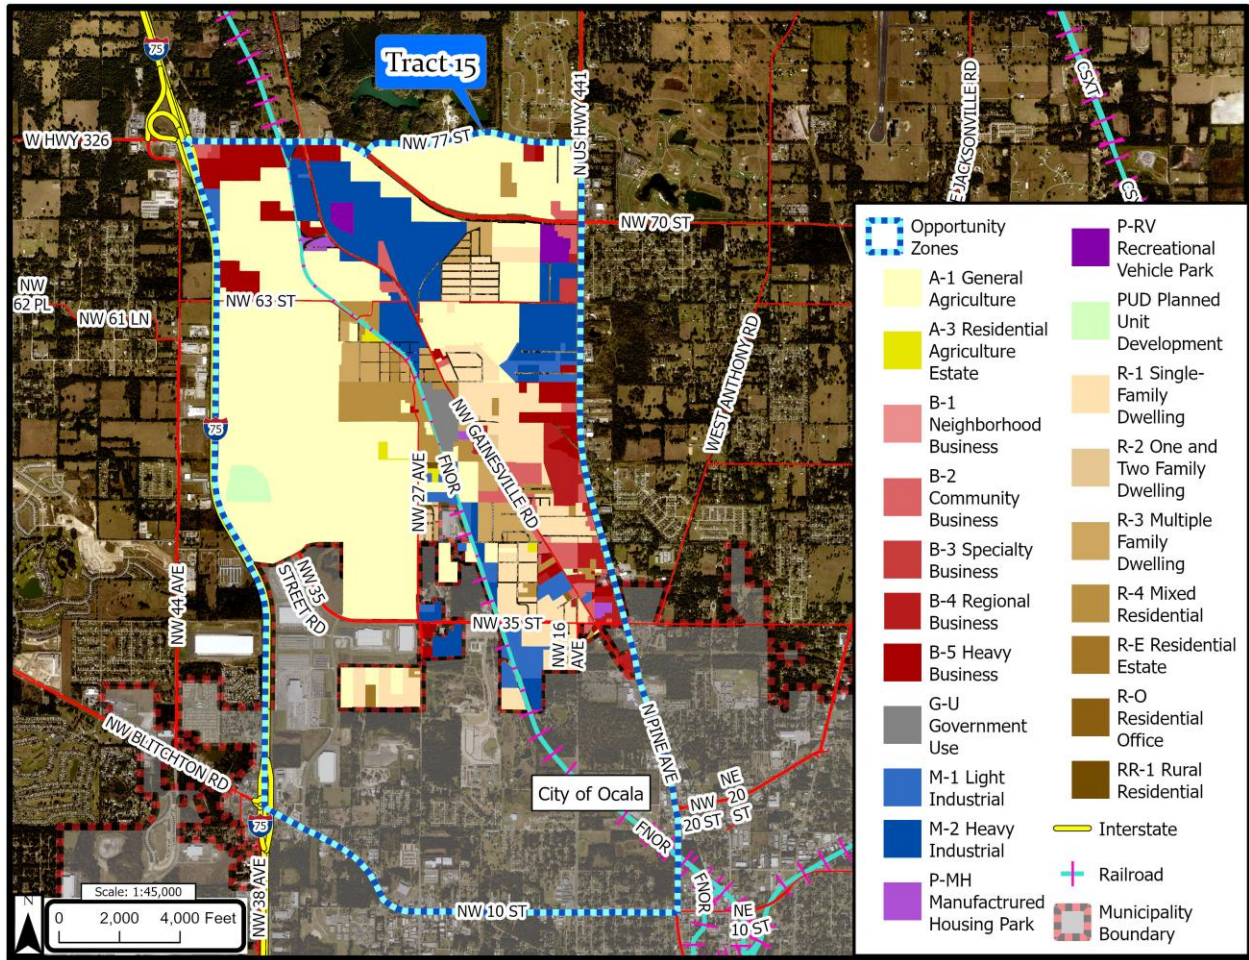 75
Tract 15
N US HWY 441
W HWY 326
NW 77 ST
E JACKSONVILLE RD
CSXT
CS
NW 70 ST
NW
62 PL
NW 61 LN
NW 63 ST
WEST ANTHONY RD
75
NW GAINESVILLE RD
NW 27 AVE
FNOR
NW 44 AVE
NW 35
STREET RD
NW 35 ST
NW 16
AVE
NW BLITCHTON RD
N PINE AVE
City of Ocala
NE
20
ST
NW
20 ST
75
FNOR
FNOR
NW 38 AVE
NW 10 ST
NE
10 ST
N
Scale: 1:45,000
0 2,000 4,000 Feet
Opportunity
Zones
A-1 General
Agriculture
A-3 Residential
Agriculture
Estate
B-1
Neighborhood
Business
B-2
Community
Business
B-3 Specialty
Business
B-4 Regional
Business
B-5 Heavy
Business
G-U
Government
Use
M-1 Light
Industrial
M-2 Heavy
Industrial
P-MH
Manufactrured
Housing Park
P-RV
Recreational
Vehicle Park
PUD Planned
Unit
Development
R-1 Single-
Family
Dwelling
R-2 One and
Two Family
Dwelling
R-3 Multiple
Family
Dwelling
R-4 Mixed
Residential
R-E Residential
Estate
R-O
Residential
Office
RR-1 Rural
Residential
Interstate
Railroad
Municipality
Boundary